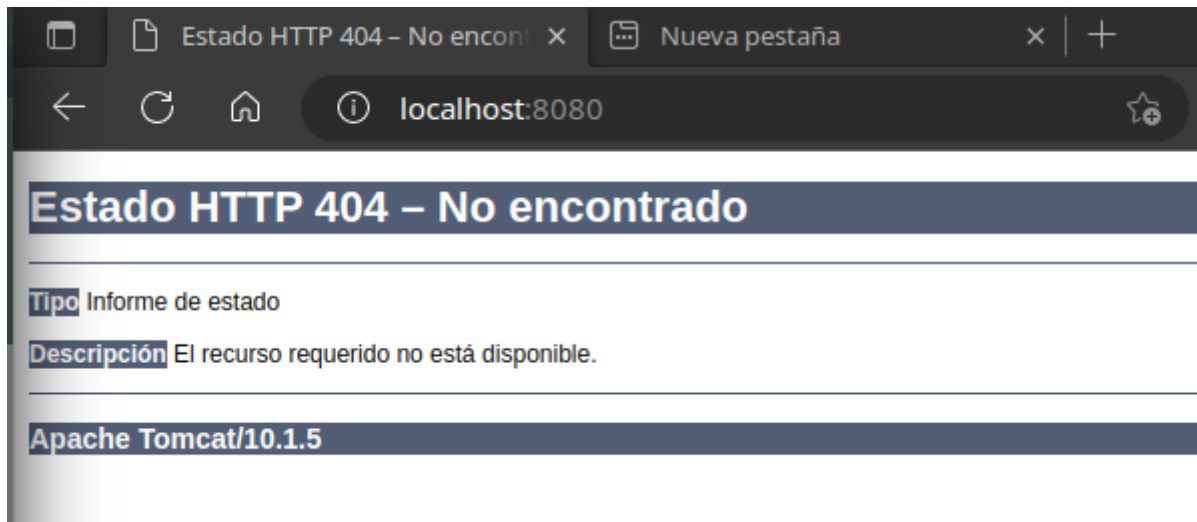 Estado HTTP 404 – No encont
Nueva pestaña
localhost:8080
Estado HTTP 404 – No encontrado
Tipo Informe de estado
Descripción El recurso requerido no está disponible.
Apache Tomcat/10.1.5